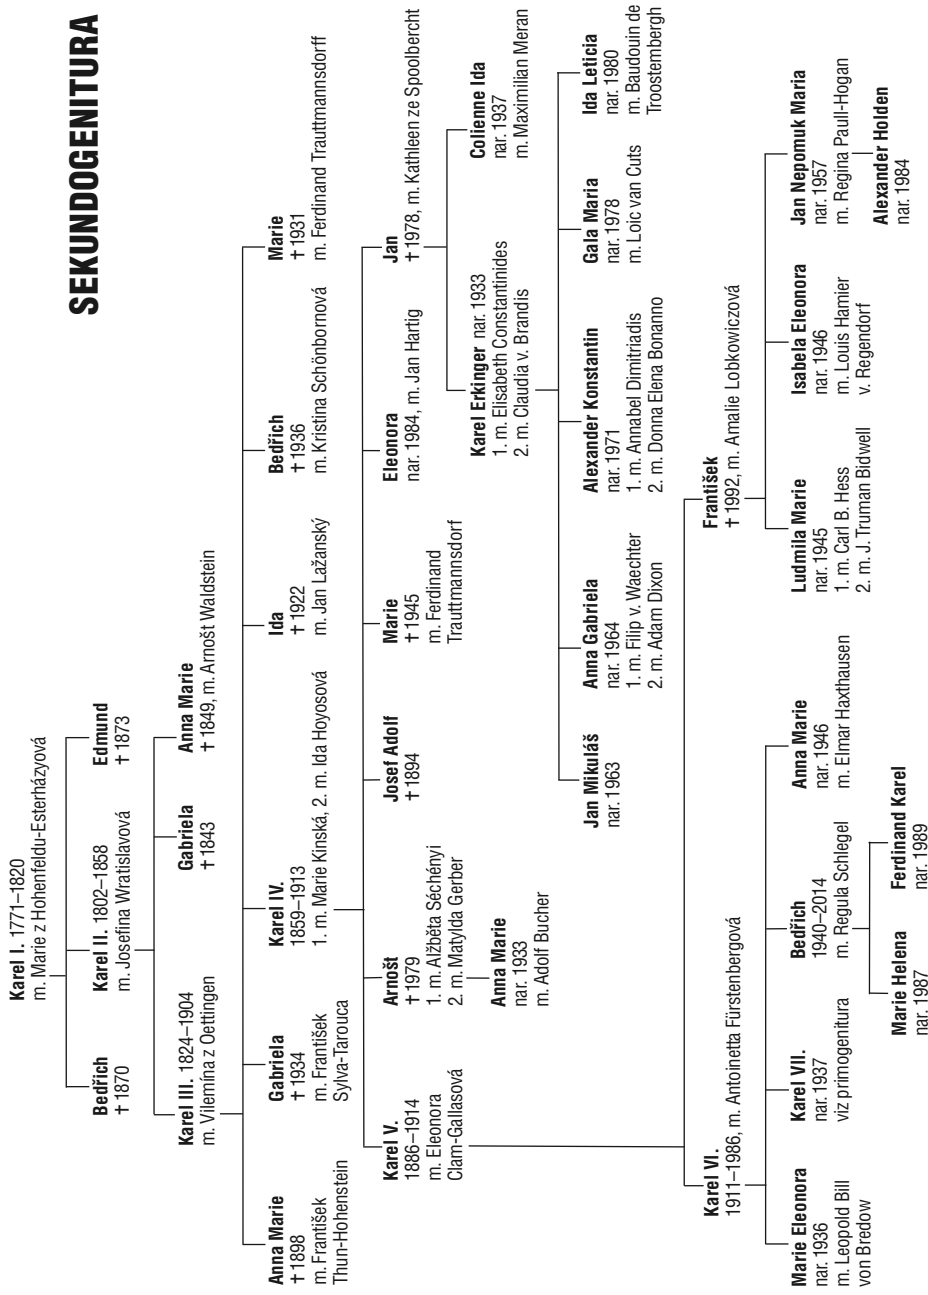 SEKUNDOGENITURA
Karel I. 1771–1820
m. Marie z Hohenfeldu-Esterházyová
Bedřich
† 1870
Karel II. 1802–1858
m. Josefina Wratislavová
Edmund
† 1873
Karel III. 1824–1904
m. Vilemína z Oettingen
Gabriela
† 1843
Anna Marie
† 1849, m. Arnošt Waldstein
Anna Marie
† 1898
m. František
Thun-Hohenstein
Gabriela
† 1934
m. František
Sylva-Tarouca
Karel IV.
1859–1913
1. m. Marie Kinská, 2. m. Ida Hoyosová
Ida
† 1922
m. Jan Lažanský
Bedřich
† 1936
m. Kristina Schönbornová
Marie
† 1931
m. Ferdinand Trauttmannsdorff
Karel V.
1886–1914
m. Eleonora
Clam-Gallasová
Arnošt
† 1979
1. m. Alžběta Séchényi
2. m. Matylda Gerber
Josef Adolf
† 1894
Marie
† 1945
m. Ferdinand
Trauttmannsdorf
Eleonora
nar. 1984, m. Jan Hartig
Jan
† 1978, m. Kathleen ze Spoolbercht
Anna Marie
nar. 1933
m. Adolf Bucher
Karel Erkinger nar. 1933
1. m. Elisabeth Constantinides
2. m. Claudia v. Brandis
Colienne Ida
nar. 1937
m. Maximilian Meran
Jan Mikuláš
nar. 1963
Anna Gabriela
nar. 1964
1. m. Filip v. Waechter
2. m. Adam Dixon
Alexander Konstantin
nar. 1971
1. m. Annabel Dimitriadis
2. m. Donna Elena Bonanno
Gala Maria
nar. 1978
m. Loic van Cuts
Ida Leticia
nar. 1980
m. Baudouin de
Troostembergh
Karel VI.
1911–1986, m. Antoinetta Fürstenbergová
František
† 1992, m. Amalie Lobkowiczová
Marie Eleonora
nar. 1936
m. Leopold Bill
von Bredow
Karel VII.
nar. 1937
viz primogenitura
Bedřich
1940–2014
m. Regula Schlegel
Anna Marie
nar. 1946
m. Elmar Haxthausen
Ludmila Marie
nar. 1945
1. m. Carl B. Hess
2. m. J. Truman Bidwell
Isabela Eleonora
nar. 1946
m. Louis Harnier
v. Regendorf
Jan Nepomuk Maria
nar. 1957
m. Regina Paull-Hogan
Marie Helena
nar. 1987
Ferdinand Karel
nar. 1989
Alexander Holden
nar. 1984